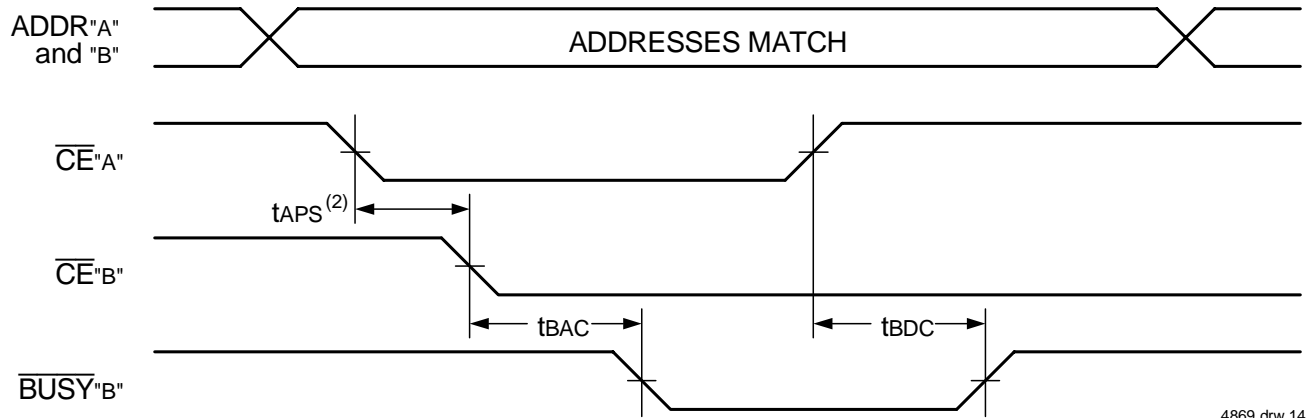 ADDR"A"
and "B"
ADDRESSES MATCH
CE"A"
tAPS(2)
CE"B"
tBAC
tBDC
BUSY"B"
4869 drw 14